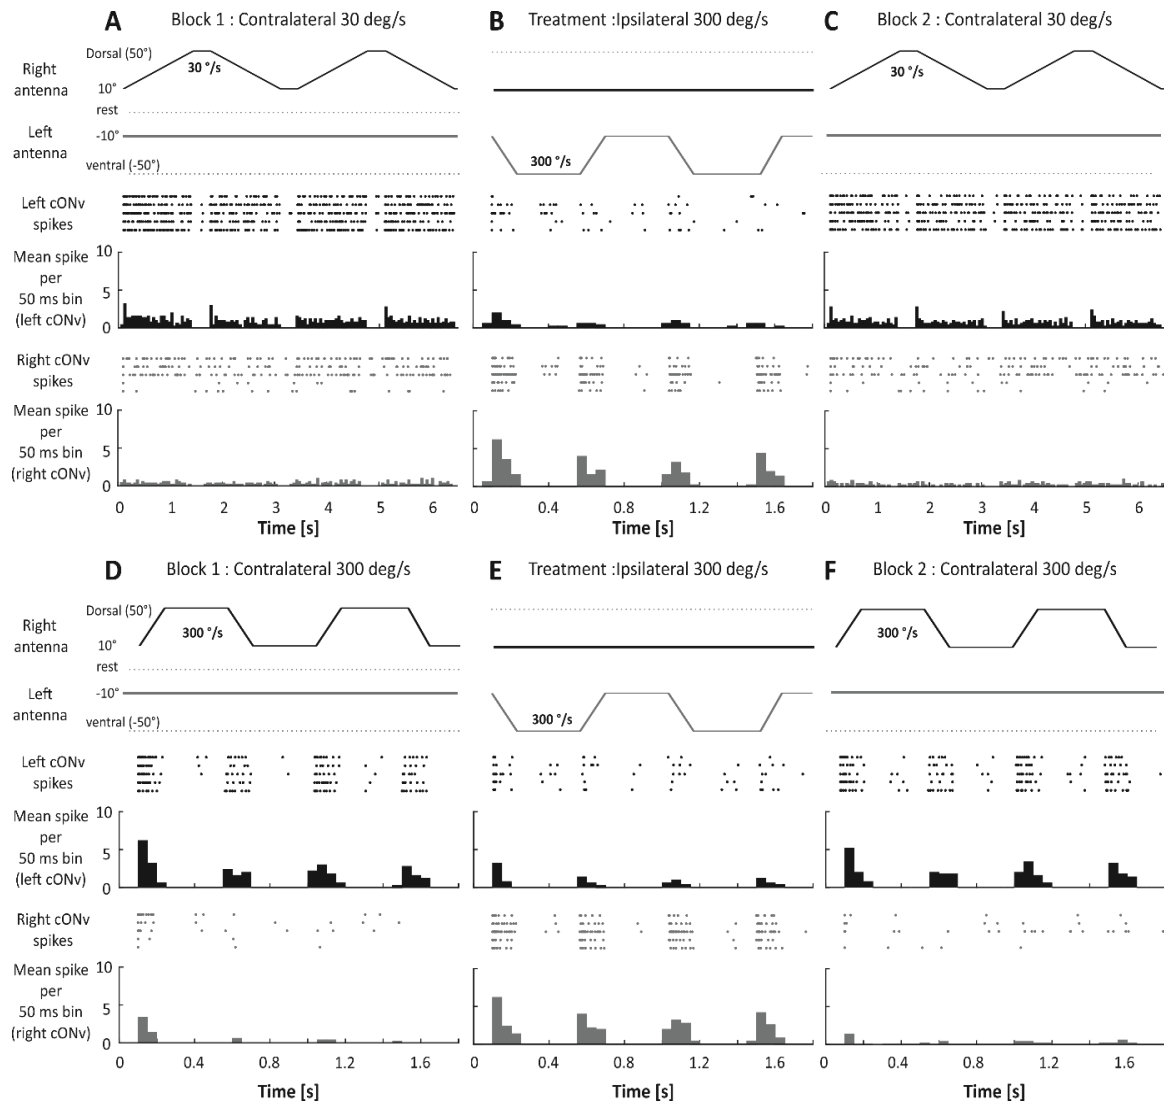 A Block 1 : Contralateral 30 deg/s
B Treatment :Ipsilateral 300 deg/s
C Block 2 : Contralateral 30 deg/s
Right
antenna
Dorsal (50°)
10°
rest
30 °/s
30 °/s
Left
antenna
-10°
ventral (-50°)
300 °/s
Left cONv
spikes
Mean spike
per
50 ms bin
(left cONv)
10
5
0
Right cONv
spikes
Mean spike
per
50 ms bin
(right cONv)
10
5
0
0 1 2 3 4 5 6
0 0.4 0.8 1.2 1.6
0 1 2 3 4 5 6
Time [s]
Time [s]
Time [s]
D Block 1 : Contralateral 300 deg/s
E Treatment :Ipsilateral 300 deg/s
F Block 2 : Contralateral 300 deg/s
Right
antenna
Dorsal (50°)
10°
rest
300 °/s
300 °/s
Left
antenna
-10°
ventral (-50°)
300 °/s
Left cONv
spikes
Mean spike
per
50 ms bin
(left cONv)
10
5
0
Right cONv
spikes
Mean spike
per
50 ms bin
(right cONv)
10
5
0
0 0.4 0.8 1.2 1.6
0 0.4 0.8 1.2 1.6
0 0.4 0.8 1.2 1.6
Time [s]
Time [s]
Time [s]